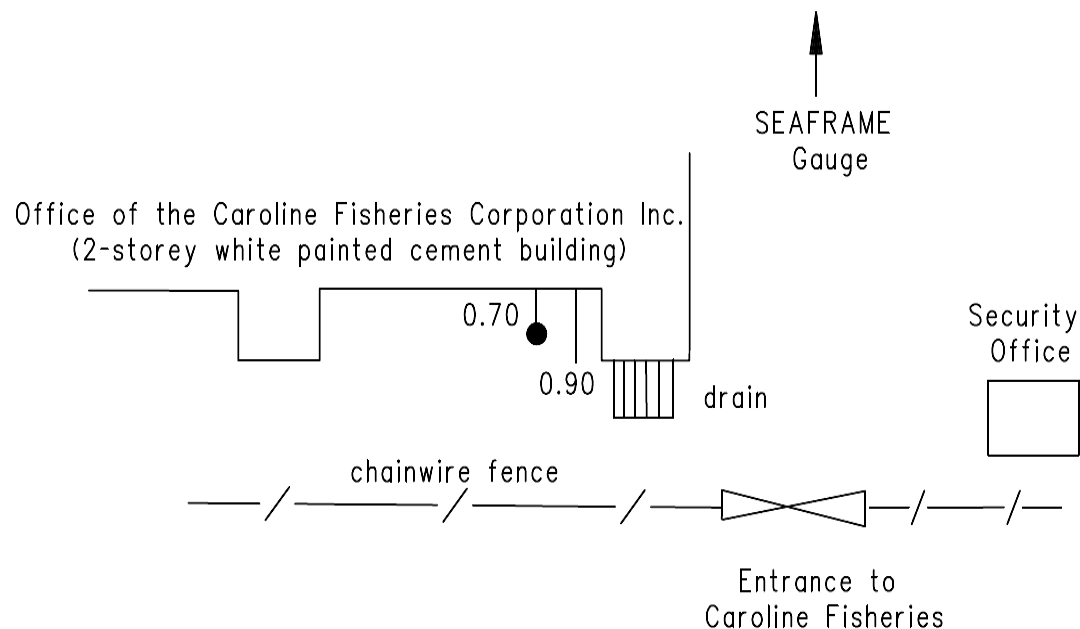 SEAFRAME
Gauge
Office of the Caroline Fisheries Corporation Inc.
(2-storey white painted cement building)
0.70
Security
Office
0.90
drain
chainwire fence
Entrance to
Caroline Fisheries